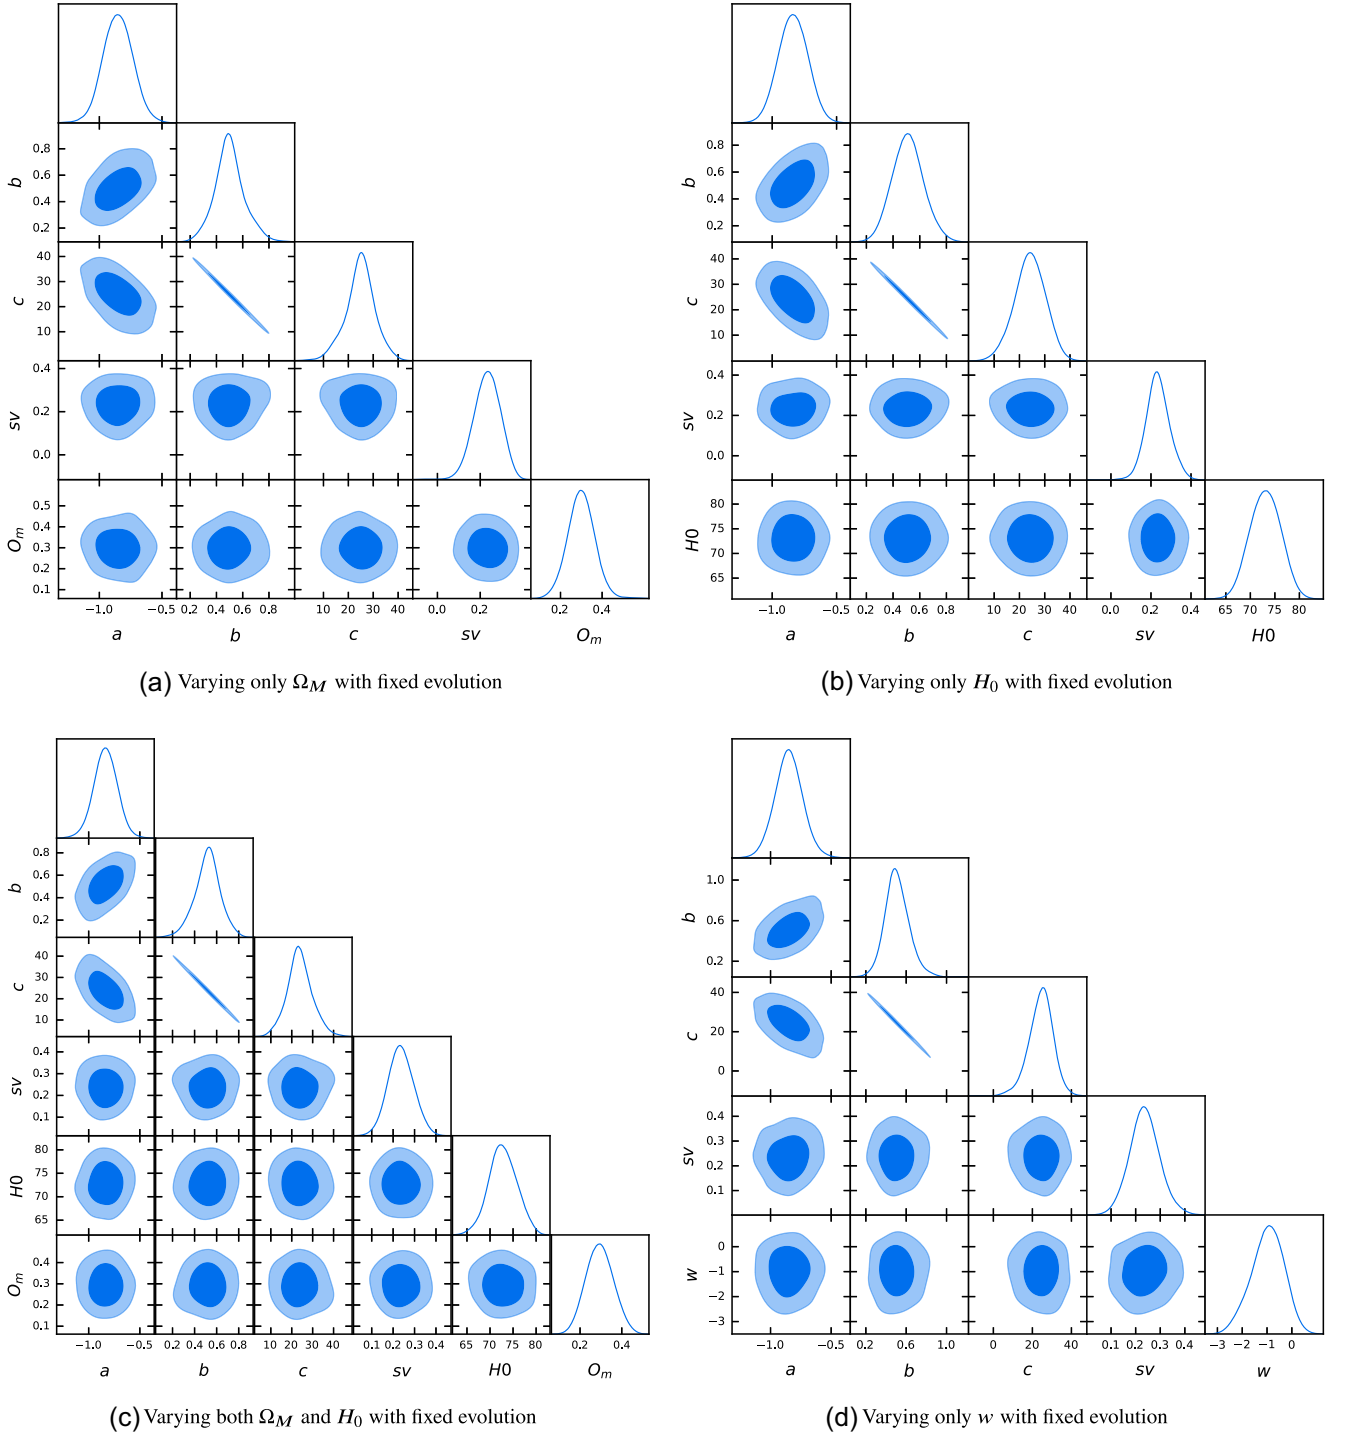 0.8
0.6
0.4
0.2
b
40
30
20
10
c
0.4
0.2
0.0
sv
0.5
0.4
0.3
0.2
0.1
O_m
−1.0 −0.5 0.2 0.4 0.6 0.8 10 20 30 40 0.0 0.2 0.2 0.4
a b c sv O_m
(a) Varying only Ω_M with fixed evolution
0.8
0.6
0.4
0.2
b
40
30
20
10
c
0.4
0.2
0.0
sv
80
75
70
65
H0
−1.0 −0.5 0.2 0.4 0.6 0.8 10 20 30 40 0.0 0.2 0.4 65 70 75 80
a b c sv H0
(b) Varying only H_0 with fixed evolution
0.8
0.6
0.4
0.2
b
40
30
20
10
c
0.4
0.3
0.2
0.1
sv
80
75
70
65
H0
0.4
0.3
0.2
0.1
O_m
−1.0 −0.5 0.2 0.4 0.6 0.8 10 20 30 40 0.1 0.2 0.3 0.4 65 70 75 80 0.2 0.4
a b c sv H0 O_m
(c) Varying both Ω_M and H_0 with fixed evolution
1.0
0.6
0.2
b
40
20
0
c
0.4
0.3
0.2
0.1
sv
0
−1
−2
−3
w
−1.0 −0.5 0.2 0.6 1.0 0 20 40 0.1 0.2 0.3 0.4 −3 −2 −1 0
a b c sv w
(d) Varying only w with fixed evolution